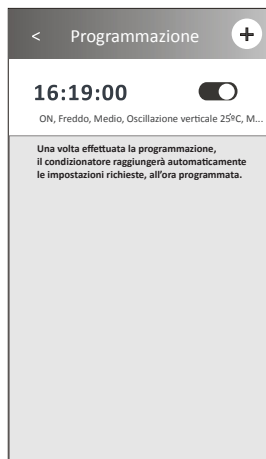 < Programmazione +
16:19:00
ON, Freddo, Medio, Oscillazione verticale 25ºC, M...
Una volta effettuata la programmazione,
il condizionatore raggiungerà automaticamente
le impostazioni richieste, all'ora programmata.